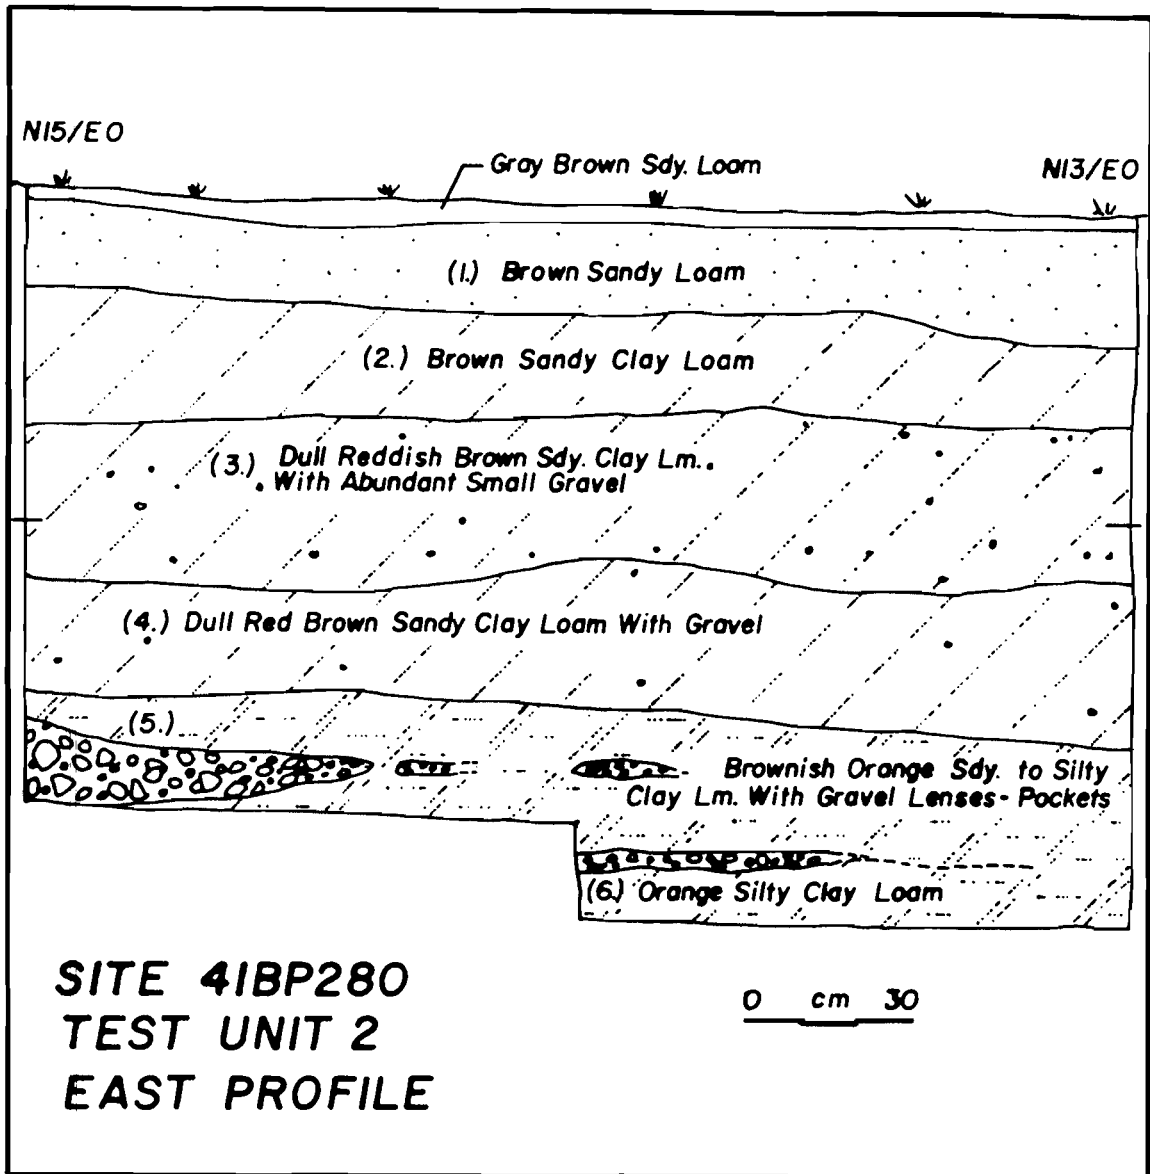 N15/E0
Gray Brown Sdy. Loam
N13/E0
(1.) Brown Sandy Loam
(2.) Brown Sandy Clay Loam
(3.) Dull Reddish Brown Sdy. Clay Lm.
With Abundant Small Gravel
(4.) Dull Red Brown Sandy Clay Loam With Gravel
(5.)
Brownish Orange Sdy. to Silty
Clay Lm. With Gravel Lenses-Pockets
(6.) Orange Silty Clay Loam
SITE 41BP280
TEST UNIT 2
EAST PROFILE
0 cm 30